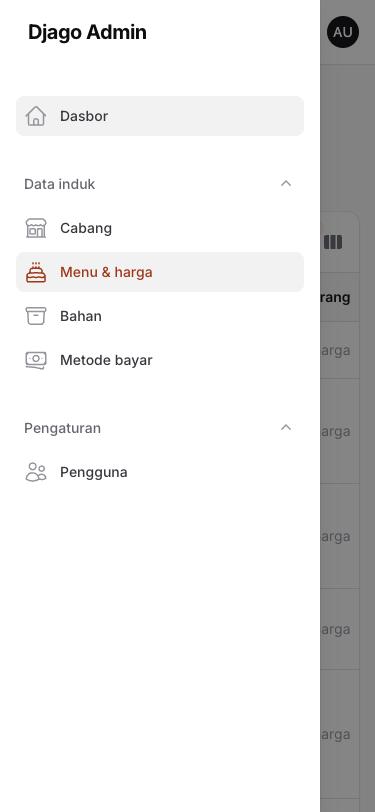 Djago Admin
AU
Dasbor
Data induk
Cabang
Menu & harga
Bahan
Metode bayar
Pengaturan
Pengguna
rang
arga
arga
arga
arga
arga